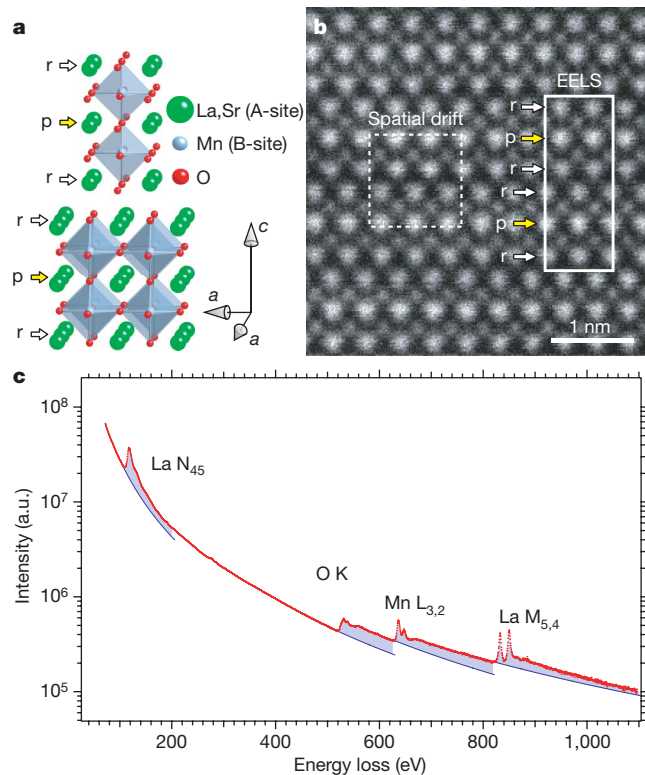 a
r
La,Sr (A-site)
p
Mn (B-site)
r
O
r
c
p
a
r
a
b
EELS
r
Spatial drift
p
r
r
p
r
1 nm
c
10⁸
La N₄₅
10⁷
Intensity (a.u.)
O K
10⁶
Mn L₃,₂
La M₅,₄
10⁵
200 400 600 800 1,000
Energy loss (eV)